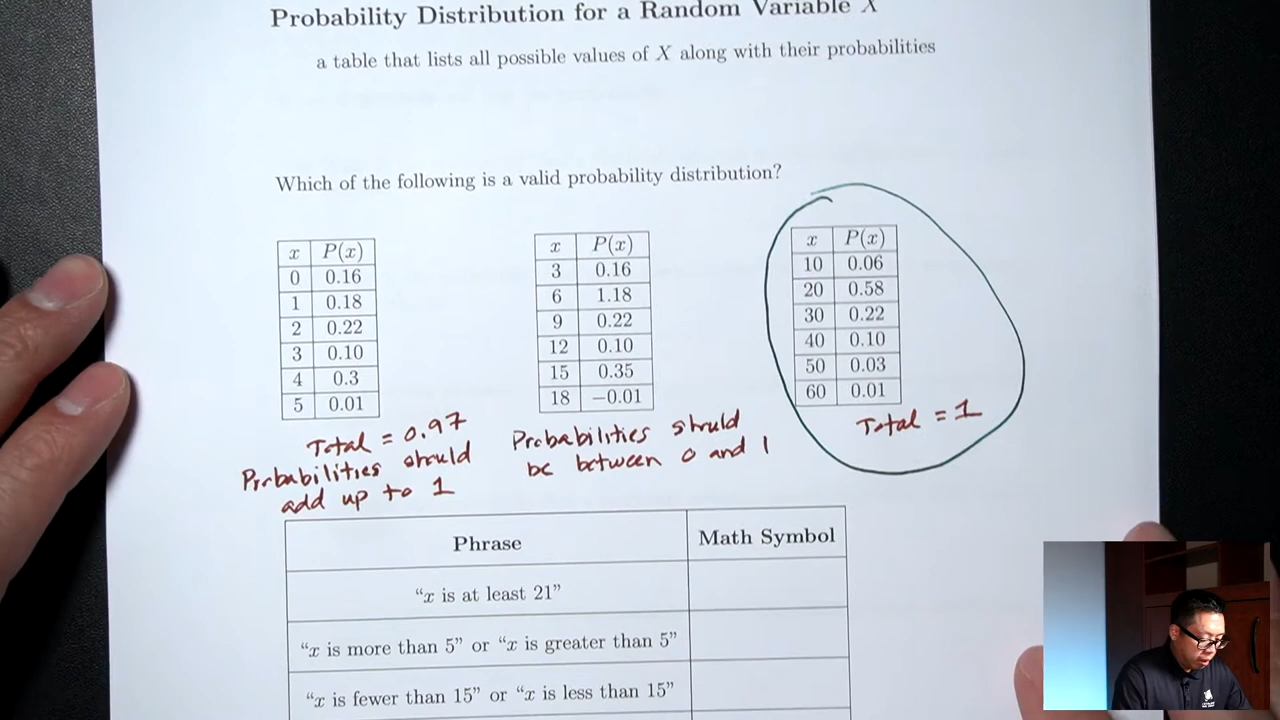 Probability Distribution for a Random Variable X
a table that lists all possible values of X along with their probabilities
Which of the following is a valid probability distribution?
x P(x)
0 0.16
1 0.18
2 0.22
3 0.10
4 0.3
5 0.01
Total = 0.97
Probabilities should
add up to 1
x P(x)
3 0.16
6 1.18
9 0.22
12 0.10
15 0.35
18 −0.01
Probabilities should
be between 0 and 1
x P(x)
10 0.06
20 0.58
30 0.22
40 0.10
50 0.03
60 0.01
Total = 1
Phrase Math Symbol
“x is at least 21”
“x is more than 5” or “x is greater than 5”
“x is fewer than 15” or “x is less than 15”